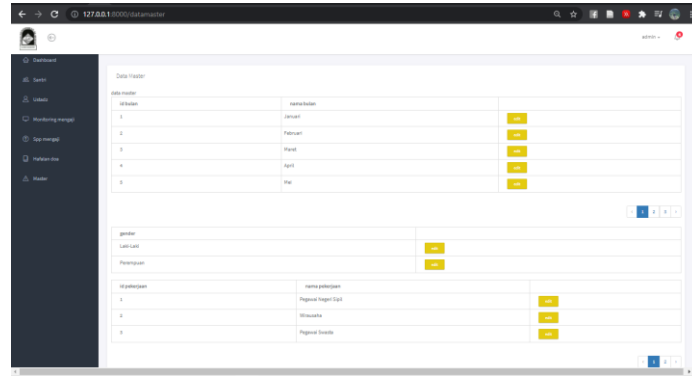 127.0.0.1:8000/datamaster
admin
Dashboard
Santri
Ustadz
Monitoring mengaji
Spp mengaji
Hafalan doa
Master
Data master
data master
id bulan nama bulan
1 Januari edit
2 Februari edit
3 Maret edit
4 April edit
5 Mei edit
‹ 1 2 3 ›
gender
Laki-Laki edit
Perempuan edit
id pekerjaan nama pekerjaan
1 Pegawai Negeri Sipil edit
2 Wirausaha edit
3 Pegawai Swasta edit
‹ 1 2 ›